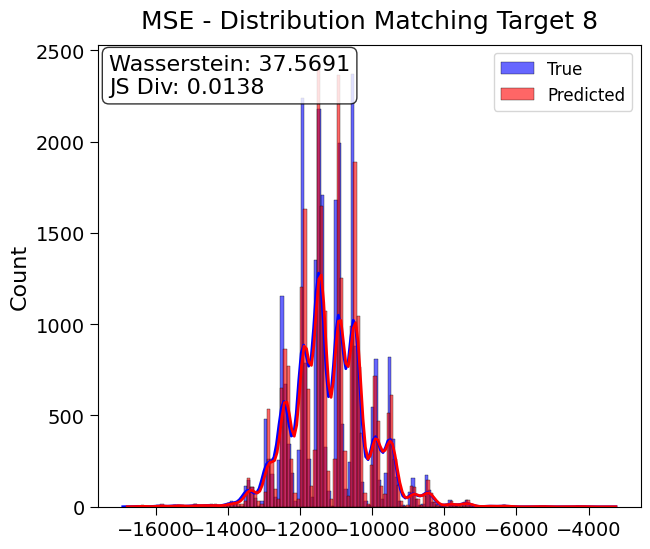 MSE - Distribution Matching Target 8
Wasserstein: 37.5691
JS Div: 0.0138
True
Predicted
Count
2500
2000
1500
1000
500
0
−16000
−14000
−12000
−10000
−8000
−6000
−4000